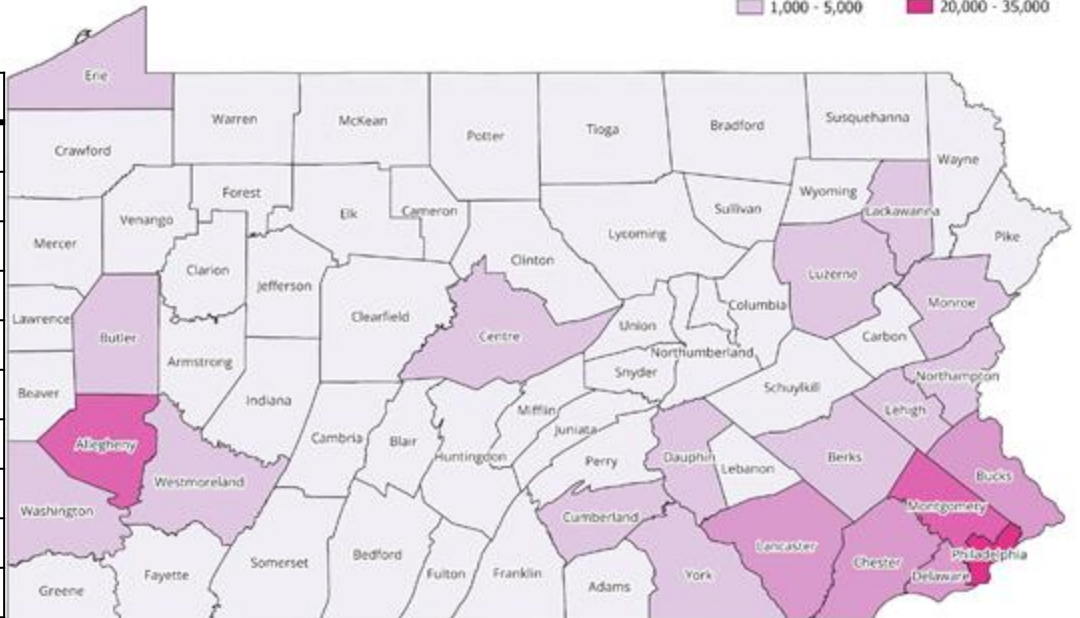 1,000 - 5,000
20,000 - 35,000
Erie
Warren
McKean
Potter
Tioga
Bradford
Susquehanna
Crawford
Wayne
Forest
Wyoming
Venango
Elk
Cameron
Sullivan
Lackawanna
Mercer
Lycoming
Pike
Clarion
Clinton
Jefferson
Luzerne
Lawrence
Clearfield
Columbia
Monroe
Butler
Centre
Union
Carbon
Armstrong
Northumberland
Snyder
Northampton
Beaver
Indiana
Schuylkill
Mifflin
Lehigh
Allegheny
Cambria
Blair
Juniata
Huntingdon
Perry
Dauphin
Lebanon
Berks
Westmoreland
Bucks
Washington
Cumberland
Montgomery
Lancaster
Philadelphia
Somerset
Bedford
Chester
Greene
Fayette
Fulton
Franklin
Adams
York
Delaware